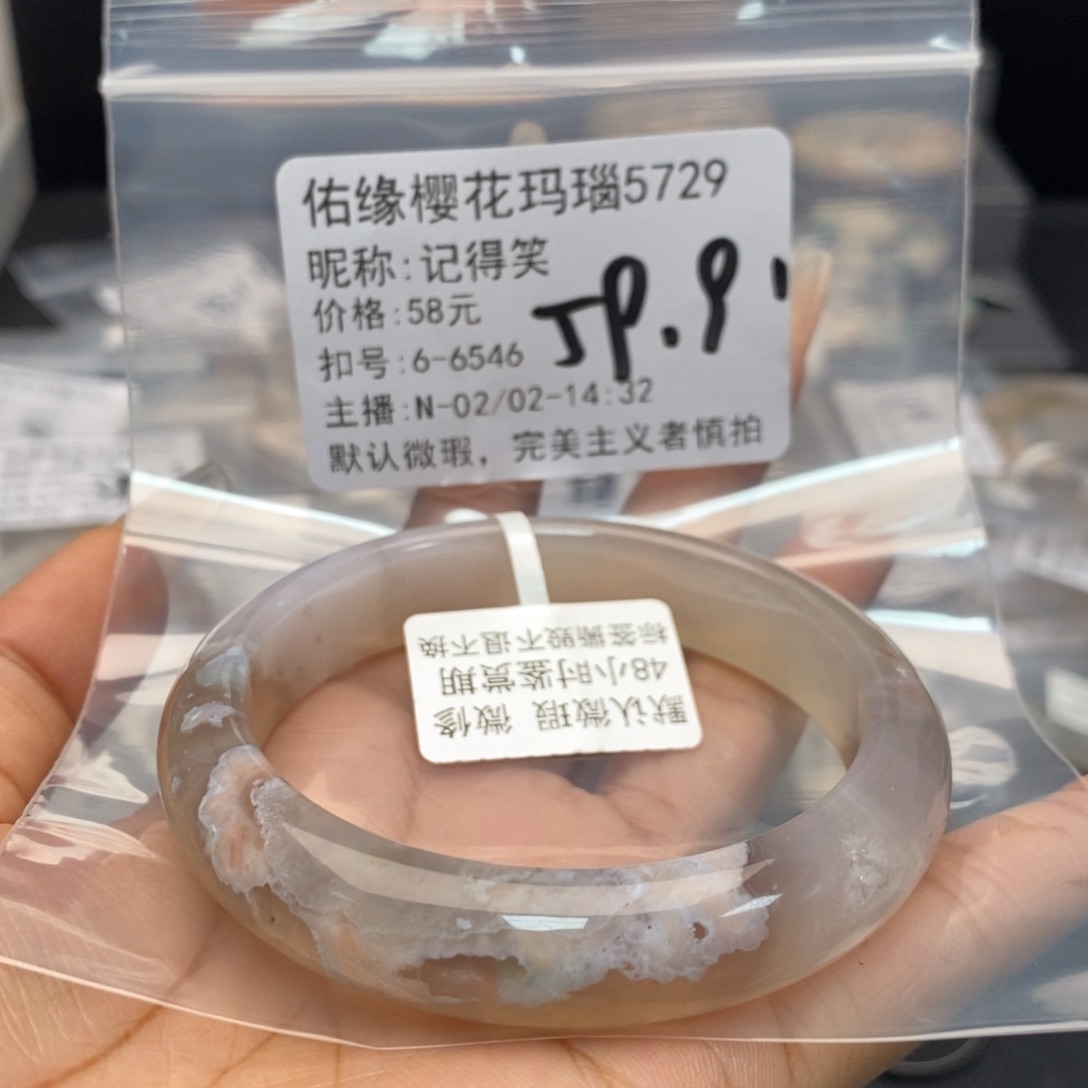 佑缘樱花玛瑙5729
昵称:记得笑
价格:58元
59.9
扣号:6-6546
主播:N-02/02-14:32
默认微瑕，完美主义者慎拍
默认微瑕 微修
48小时鉴赏期
标签撕毁不退不换